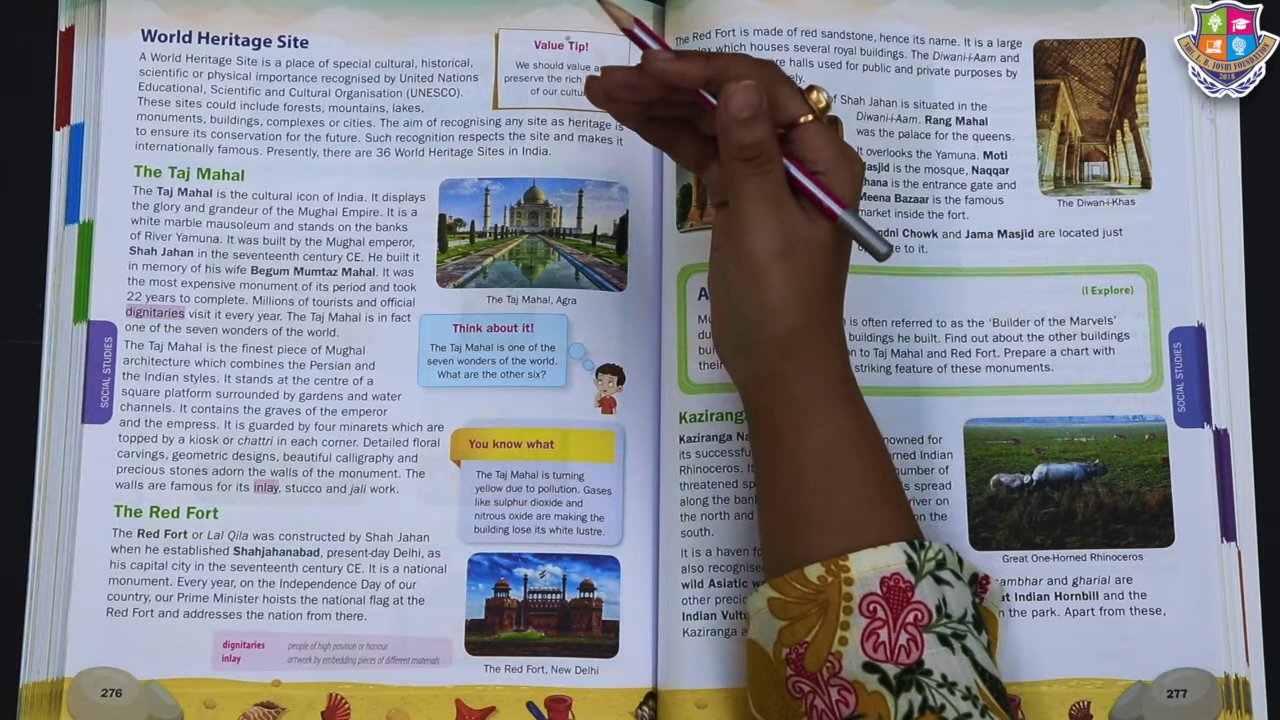 World Heritage Site
A World Heritage Site is a place of special cultural, historical,
scientific or physical importance recognised by United Nations
Educational, Scientific and Cultural Organisation (UNESCO).
These sites could include forests, mountains, lakes,
monuments, buildings, complexes or cities. The aim of recognising any site as heritage is
to ensure its conservation for the future. Such recognition respects the site and makes it
internationally famous. Presently, there are 36 World Heritage Sites in India.
Value Tip!
We should value
preserve the rich
of our
The Taj Mahal
The Taj Mahal is the cultural icon of India. It displays
the glory and grandeur of the Mughal Empire. It is a
white marble mausoleum and stands on the banks
of River Yamuna. It was built by the Mughal emperor,
Shah Jahan in the seventeenth century CE. He built it
in memory of his wife Begum Mumtaz Mahal. It was
the most expensive monument of its period and took
22 years to complete. Millions of tourists and official
dignitaries visit it every year. The Taj Mahal is in fact
one of the seven wonders of the world.
The Taj Mahal is the finest piece of Mughal
architecture which combines the Persian and
the Indian styles. It stands at the centre of a
square platform surrounded by gardens and water
channels. It contains the graves of the emperor
and the empress. It is guarded by four minarets which are
topped by a kiosk or chattri in each corner. Detailed floral
carvings, geometric designs, beautiful calligraphy and
precious stones adorn the walls of the monument. The
walls are famous for its inlay, stucco and jali work.
The Taj Mahal, Agra
Think about it!
The Taj Mahal is one of the
seven wonders of the world.
What are the other six?
You know what
The Taj Mahal is turning
yellow due to pollution. Gases
like sulphur dioxide and
nitrous oxide are making the
building lose its white lustre.
The Red Fort
The Red Fort or Lal Qila was constructed by Shah Jahan
when he established Shahjahanabad, present-day Delhi, as
his capital city in the seventeenth century CE. It is a national
monument. Every year, on the Independence Day of our
country, our Prime Minister hoists the national flag at the
Red Fort and addresses the nation from there.
The Red Fort, New Delhi
dignitaries people of high position or honour
inlay artwork by embedding pieces of different materials
SOCIAL STUDIES
276
The Red Fort is made of red sandstone, hence its name. It is a large
which houses several royal buildings. The Diwan-i-Aam and
halls used for public and private purposes by
of Shah Jahan is situated in the
Diwan-i-Aam. Rang Mahal
was the palace for the queens.
It overlooks the Yamuna. Moti
is the mosque, Naqqar
is the entrance gate and
Meena Bazaar is the famous
market inside the fort.
Chowk and Jama Masjid are located just
to it.
The Diwan-i-Khas
(I Explore)
is often referred to as the 'Builder of the Marvels'
buildings he built. Find out about the other buildings
to Taj Mahal and Red Fort. Prepare a chart with
striking feature of these monuments.
Kaziranga
Kaziranga for
its successful Indian
Rhinoceros. of
threatened spread
along the on
the north and the
south.
It is a haven
also and gharial are
wild Asiatic Indian Hornbill and the
other the park. Apart from these,
Indian
Kaziranga
Great One-Horned Rhinoceros
SOCIAL STUDIES
277
SHRI. L. B. JOSHI FOUNDATION
2018